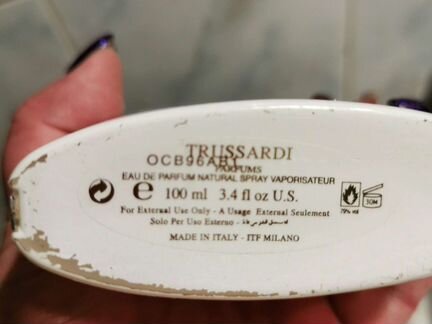 TRUSSARDI
OCB96AB1
PARFUMS
EAU DE PARFUM NATURAL SPRAY VAPORISATEUR
e 100 ml 3.4 fl oz U.S.
79% vol
30M
For External Use Only - A Usage External Seulement
Solo Per Uso Esterno -
MADE IN ITALY - ITF MILANO